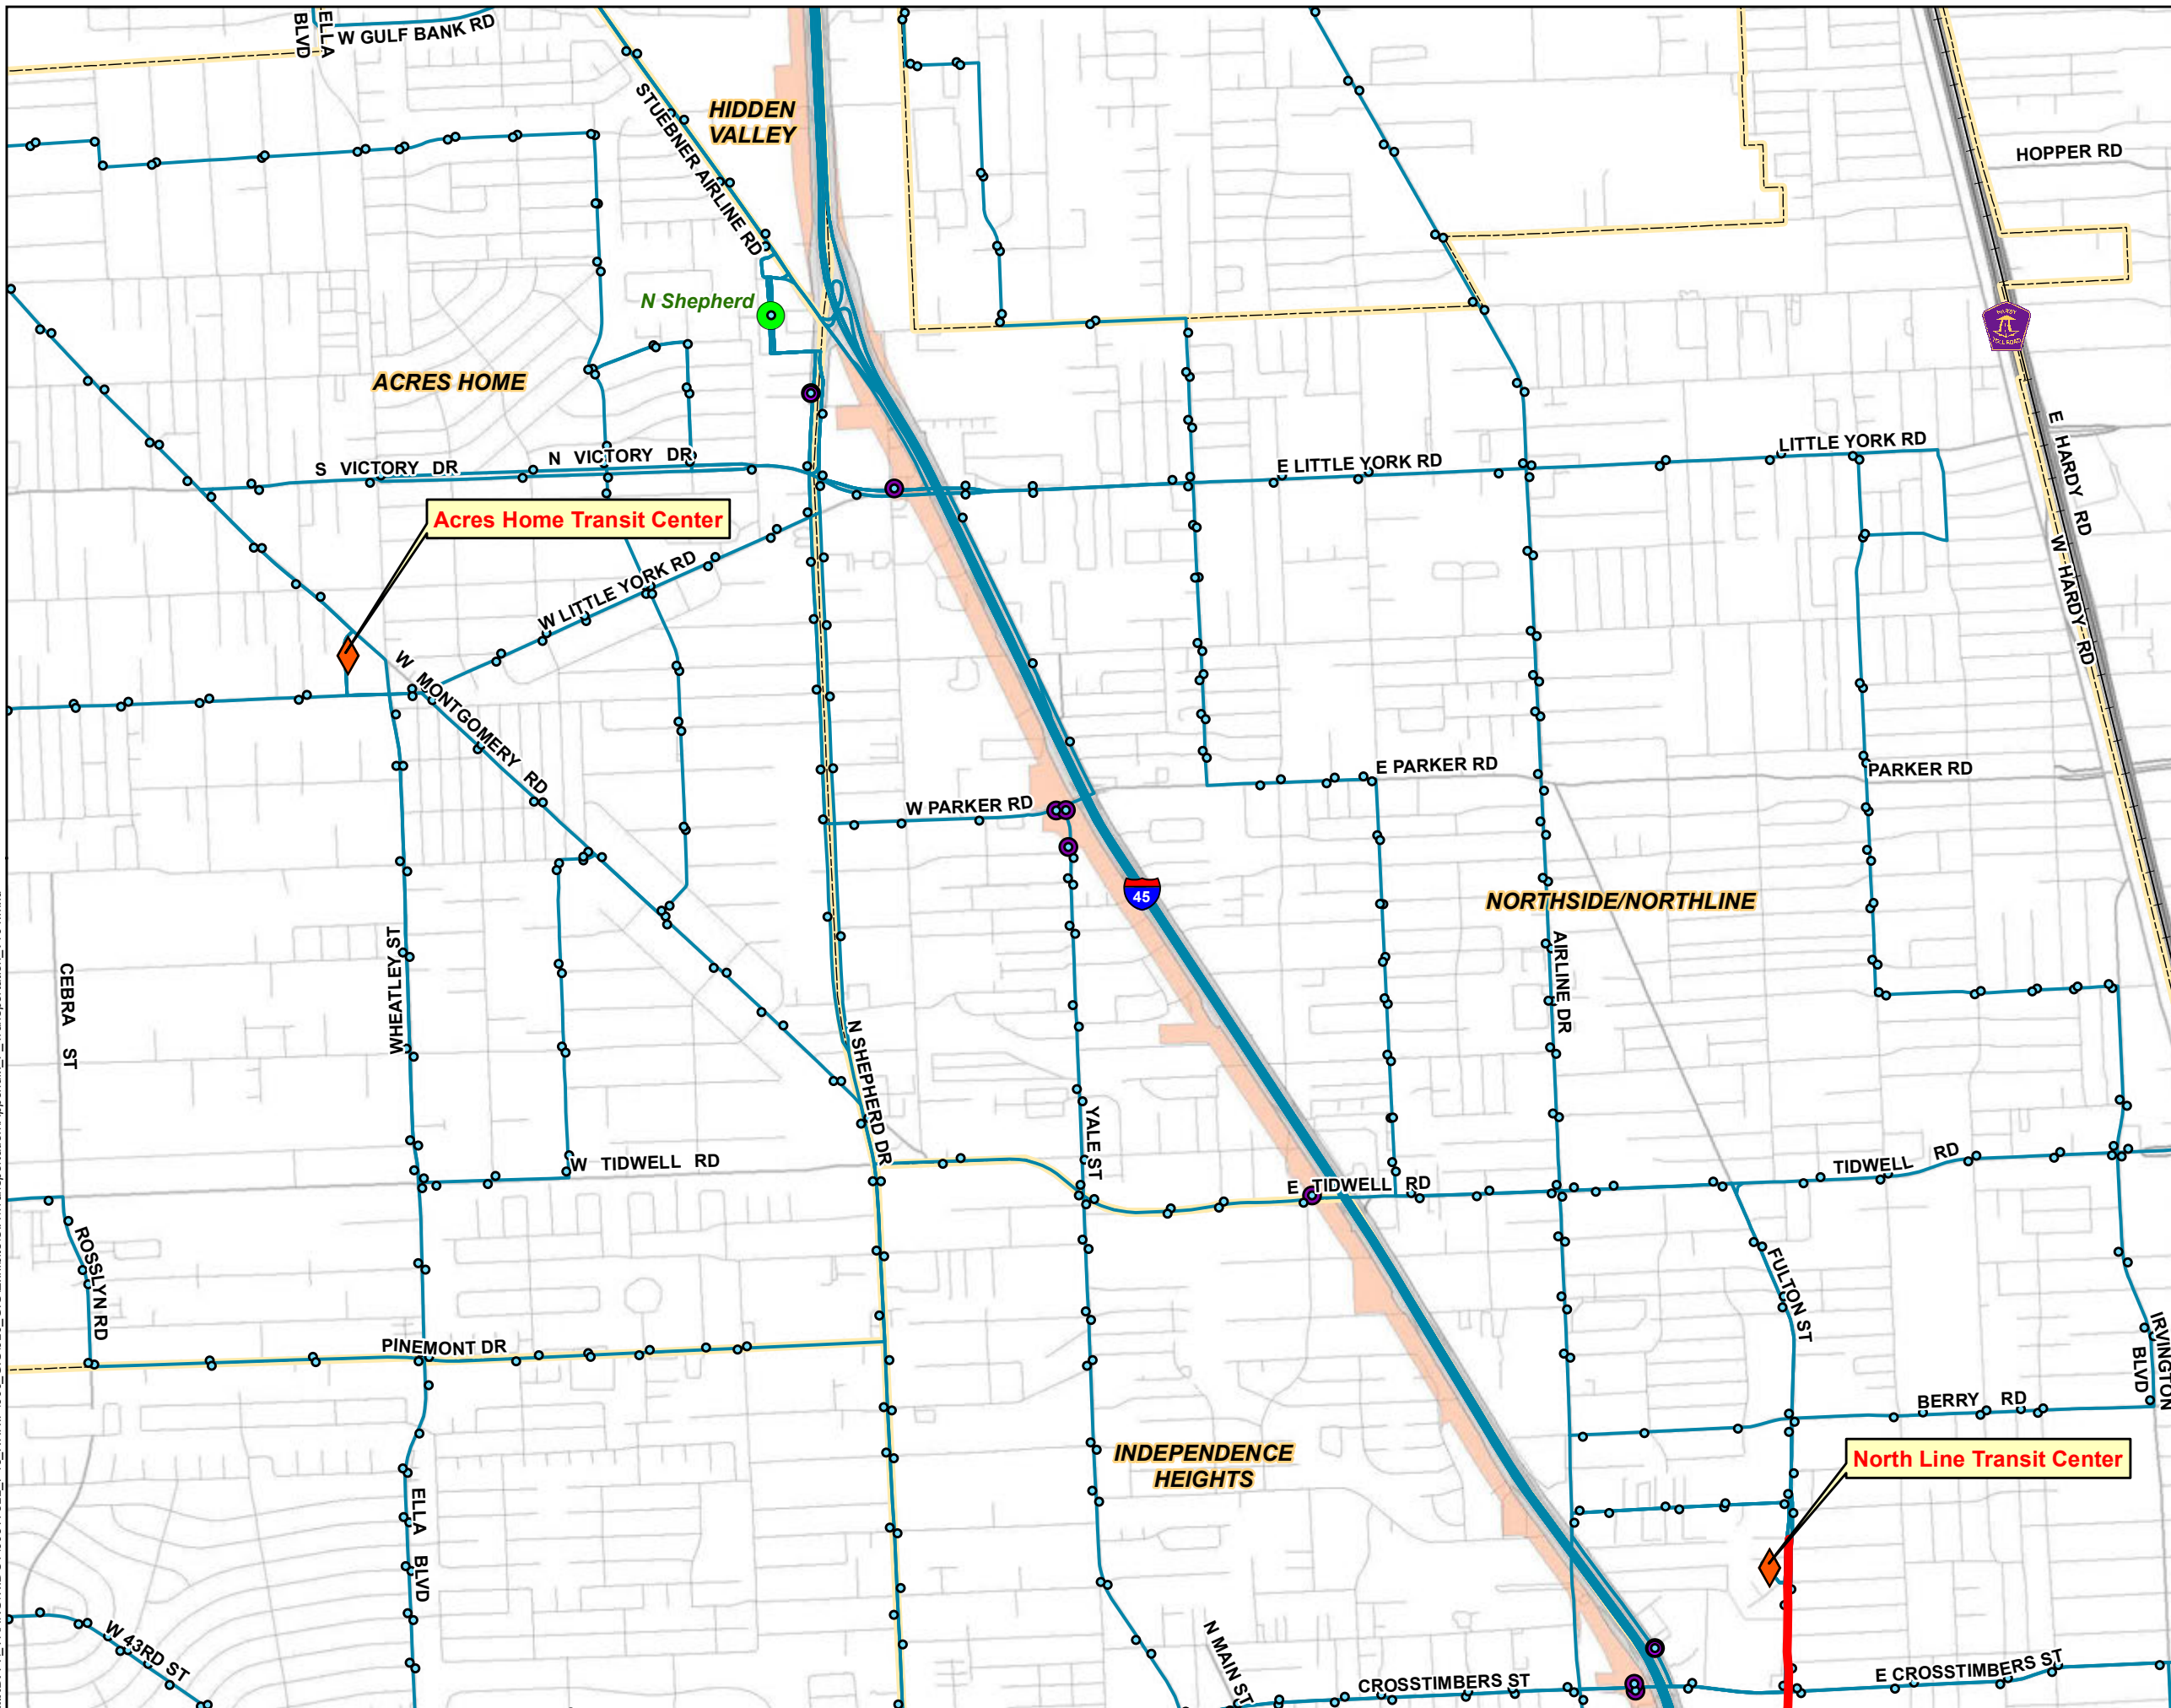 ELLA
BLVD
W GULF BANK RD
STUEBNER AIRLINE RD
HIDDEN
VALLEY
HOPPER RD
N Shepherd
HARDY
TOLL ROAD
ACRES HOME
S VICTORY DR
N VICTORY DR
E LITTLE YORK RD
LITTLE YORK RD
E HARDY RD
W HARDY RD
Acres Home Transit Center
W LITTLE YORK RD
W MONTGOMERY RD
W PARKER RD
E PARKER RD
PARKER RD
45
NORTHSIDE/NORTHLINE
CEBRA ST
WHEATLEY ST
AIRLINE DR
N SHEPHERD DR
YALE ST
W TIDWELL RD
E TIDWELL RD
TIDWELL RD
ROSSLYN RD
FULTON ST
IRVINGTON
BLVD
PINEMONT DR
BERRY RD
INDEPENDENCE
HEIGHTS
North Line Transit Center
ELLA BLVD
W 43RD ST
N MAIN ST
CROSSTIMBERS ST
E CROSSTIMBERS ST